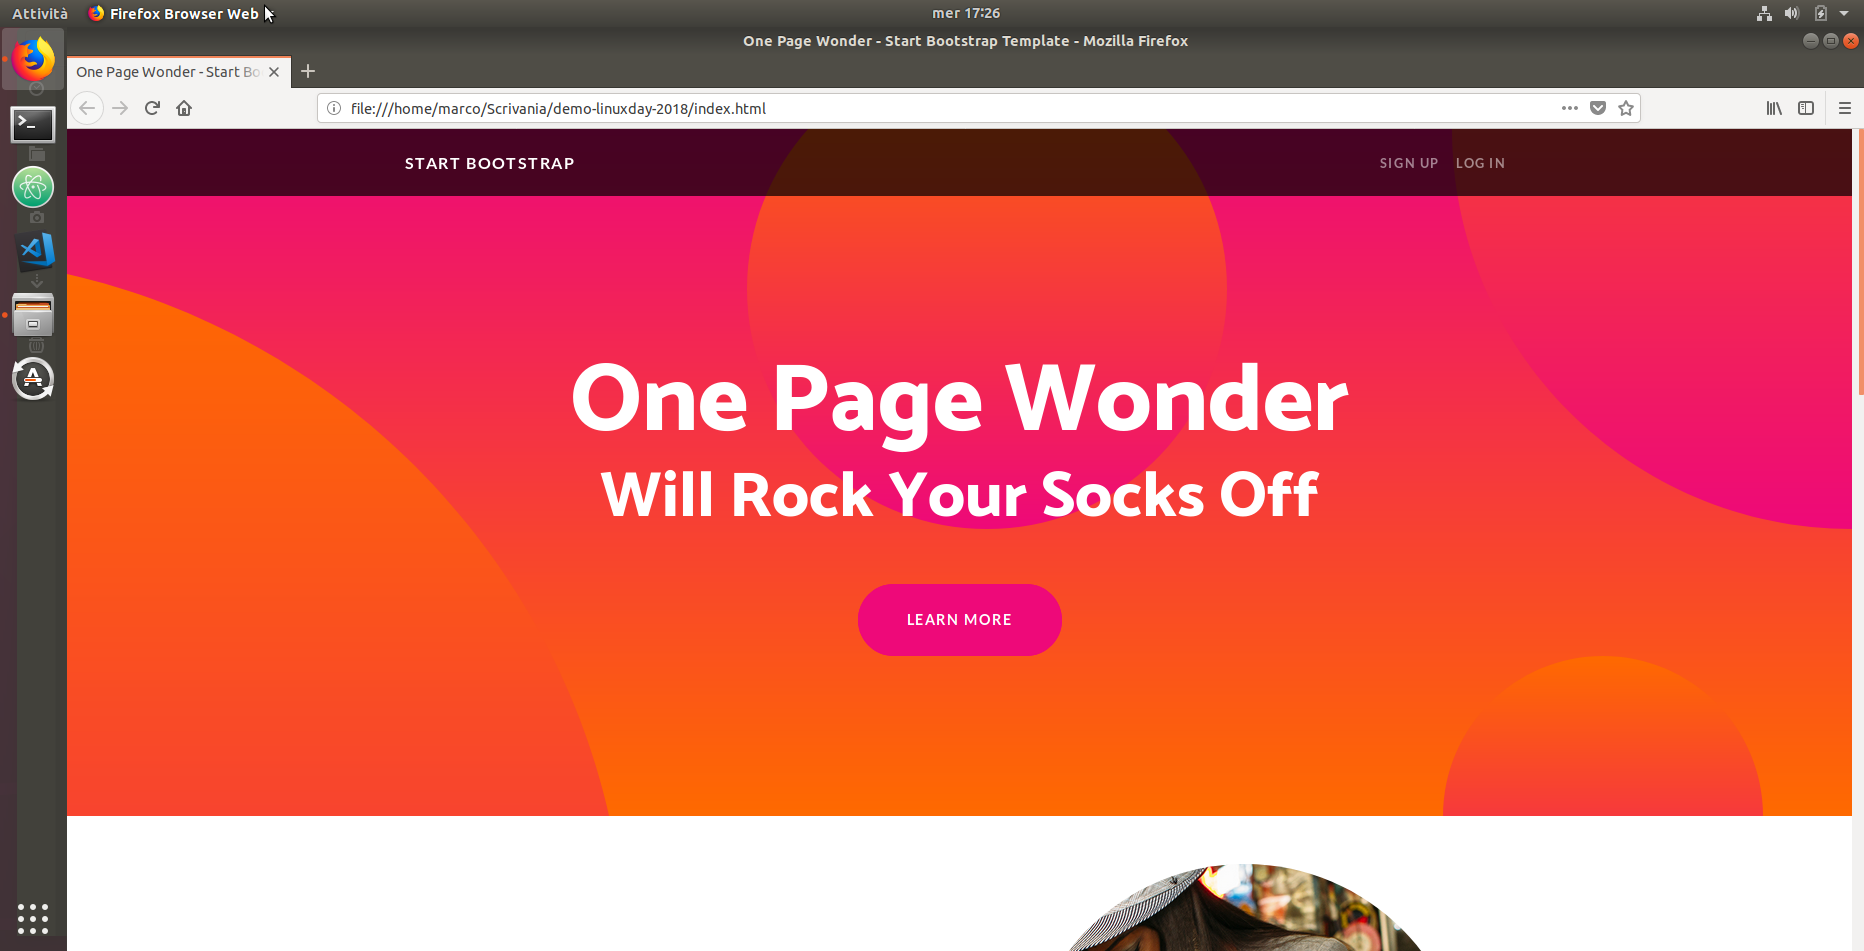 Attività Firefox Browser Web mer 17:26
One Page Wonder - Start Bootstrap Template - Mozilla Firefox
One Page Wonder - Start Bo
file:///home/marco/Scrivania/demo-linuxday-2018/index.html
START BOOTSTRAP SIGN UP LOG IN
One Page Wonder
Will Rock Your Socks Off
LEARN MORE